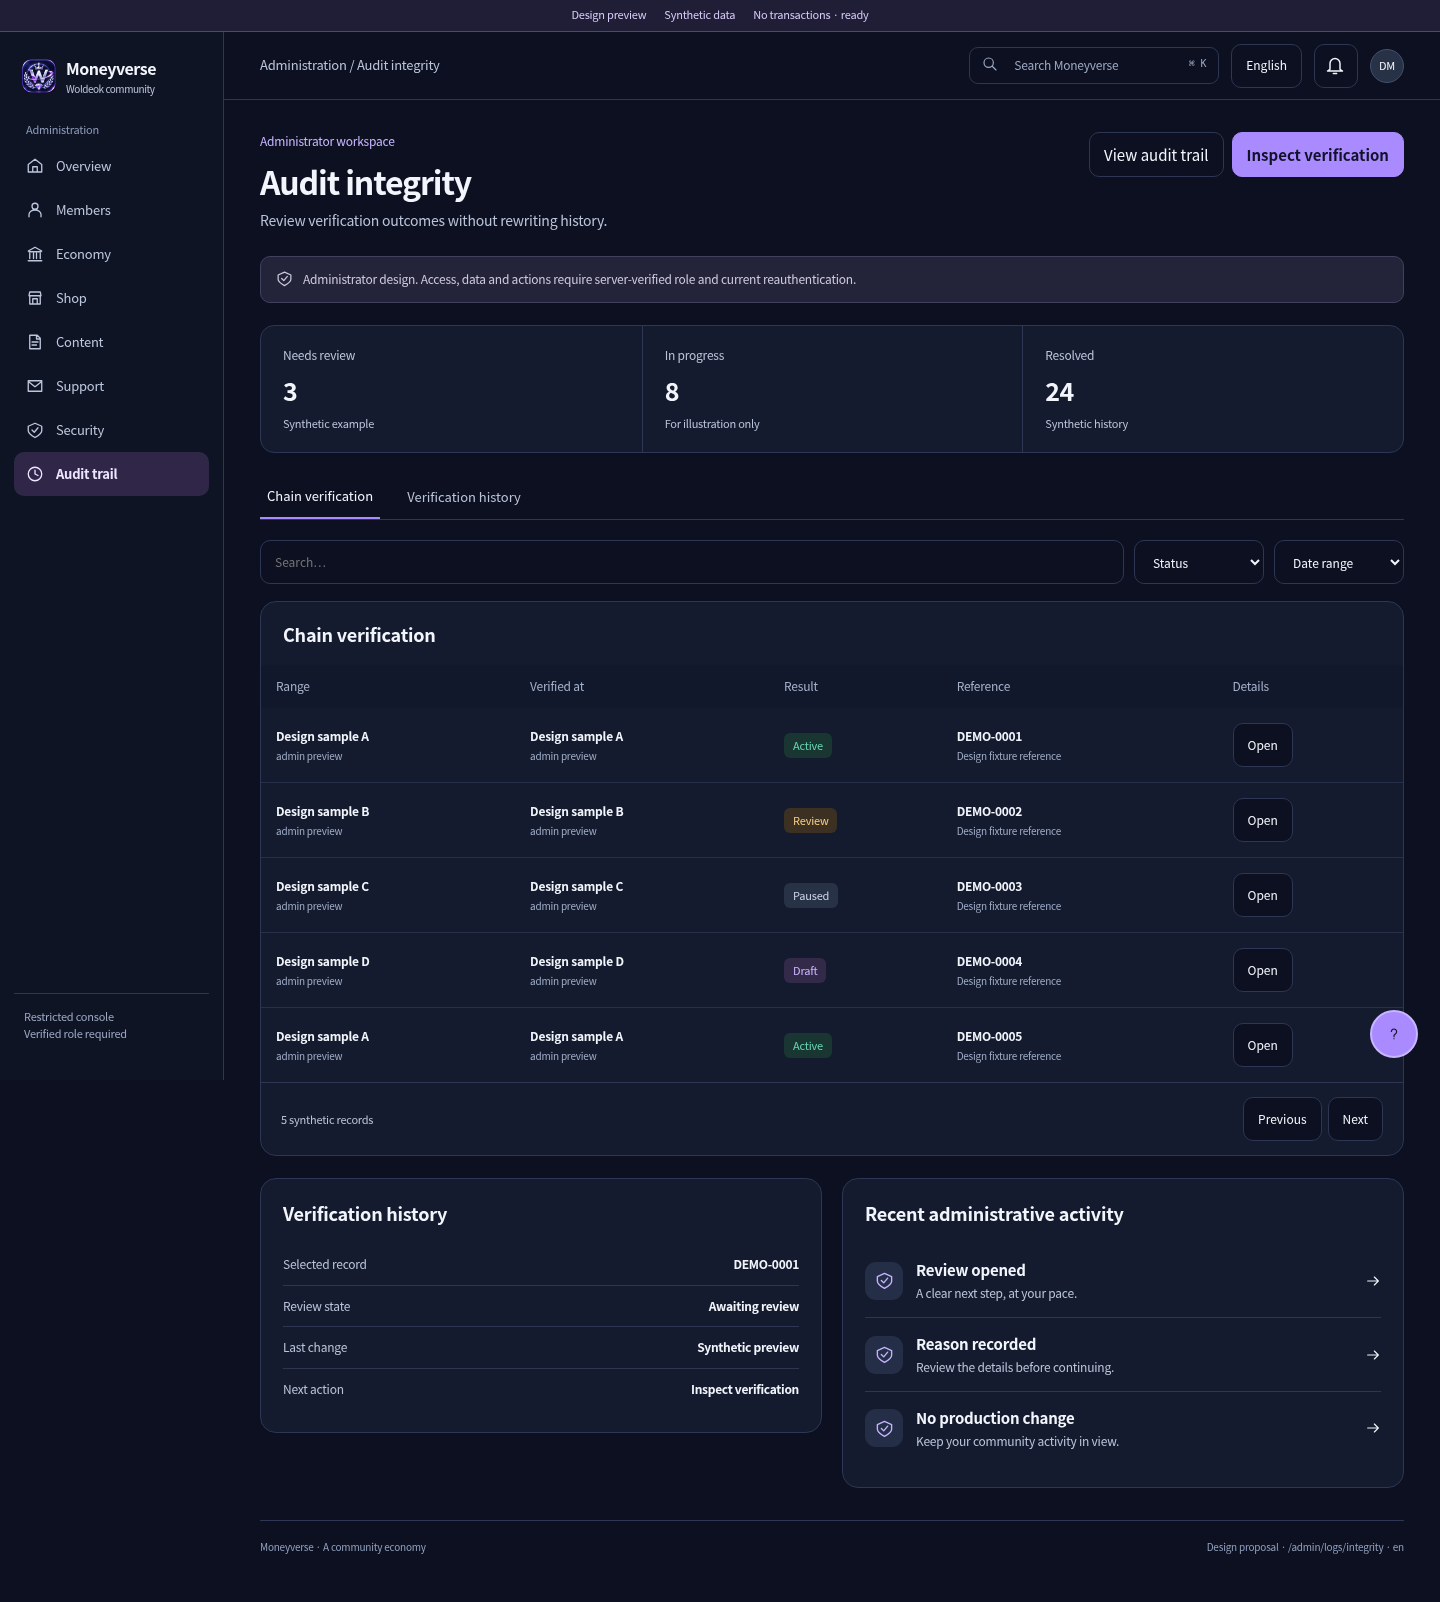 Design preview Synthetic data No transactions · ready
Moneyverse
Woldeok community
Administration
Overview
Members
Economy
Shop
Content
Support
Security
Audit trail
Restricted console
Verified role required
Administration / Audit integrity
Search Moneyverse ⌘ K
English
DM
Administrator workspace
Audit integrity
Review verification outcomes without rewriting history.
View audit trail
Inspect verification
Administrator design. Access, data and actions require server-verified role and current reauthentication.
Needs review
3
Synthetic example
In progress
8
For illustration only
Resolved
24
Synthetic history
Chain verification
Verification history
Search…
Status
Date range
Chain verification
Range Verified at Result Reference Details
Design sample A Design sample A Active DEMO-0001 Open
admin preview admin preview Design fixture reference
Design sample B Design sample B Review DEMO-0002 Open
admin preview admin preview Design fixture reference
Design sample C Design sample C Paused DEMO-0003 Open
admin preview admin preview Design fixture reference
Design sample D Design sample D Draft DEMO-0004 Open
admin preview admin preview Design fixture reference
Design sample A Design sample A Active DEMO-0005 Open
admin preview admin preview Design fixture reference
?
5 synthetic records
Previous
Next
Verification history
Selected record DEMO-0001
Review state Awaiting review
Last change Synthetic preview
Next action Inspect verification
Recent administrative activity
Review opened
A clear next step, at your pace.
Reason recorded
Review the details before continuing.
No production change
Keep your community activity in view.
Moneyverse · A community economy
Design proposal · /admin/logs/integrity · en